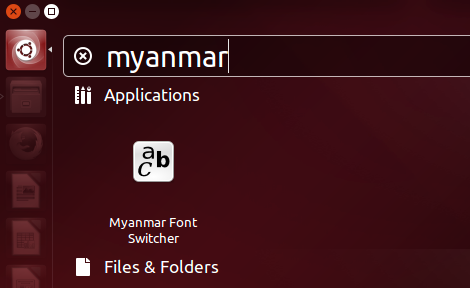 myanmar
Applications
Myanmar Font
Switcher
Files & Folders